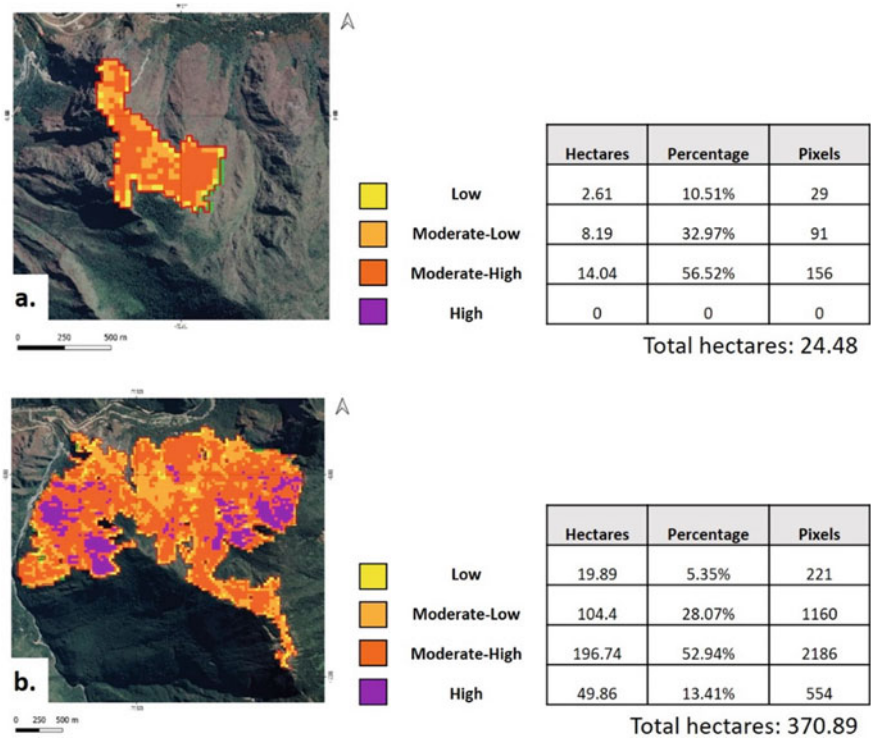 Hectares Percentage Pixels
Low 2.61 10.51% 29
Moderate-Low 8.19 32.97% 91
Moderate-High 14.04 56.52% 156
High 0 0 0
a.
0 250 500 m
Total hectares: 24.48
Hectares Percentage Pixels
Low 19.89 5.35% 221
Moderate-Low 104.4 28.07% 1160
Moderate-High 196.74 52.94% 2186
High 49.86 13.41% 554
b.
0 250 500 m
Total hectares: 370.89